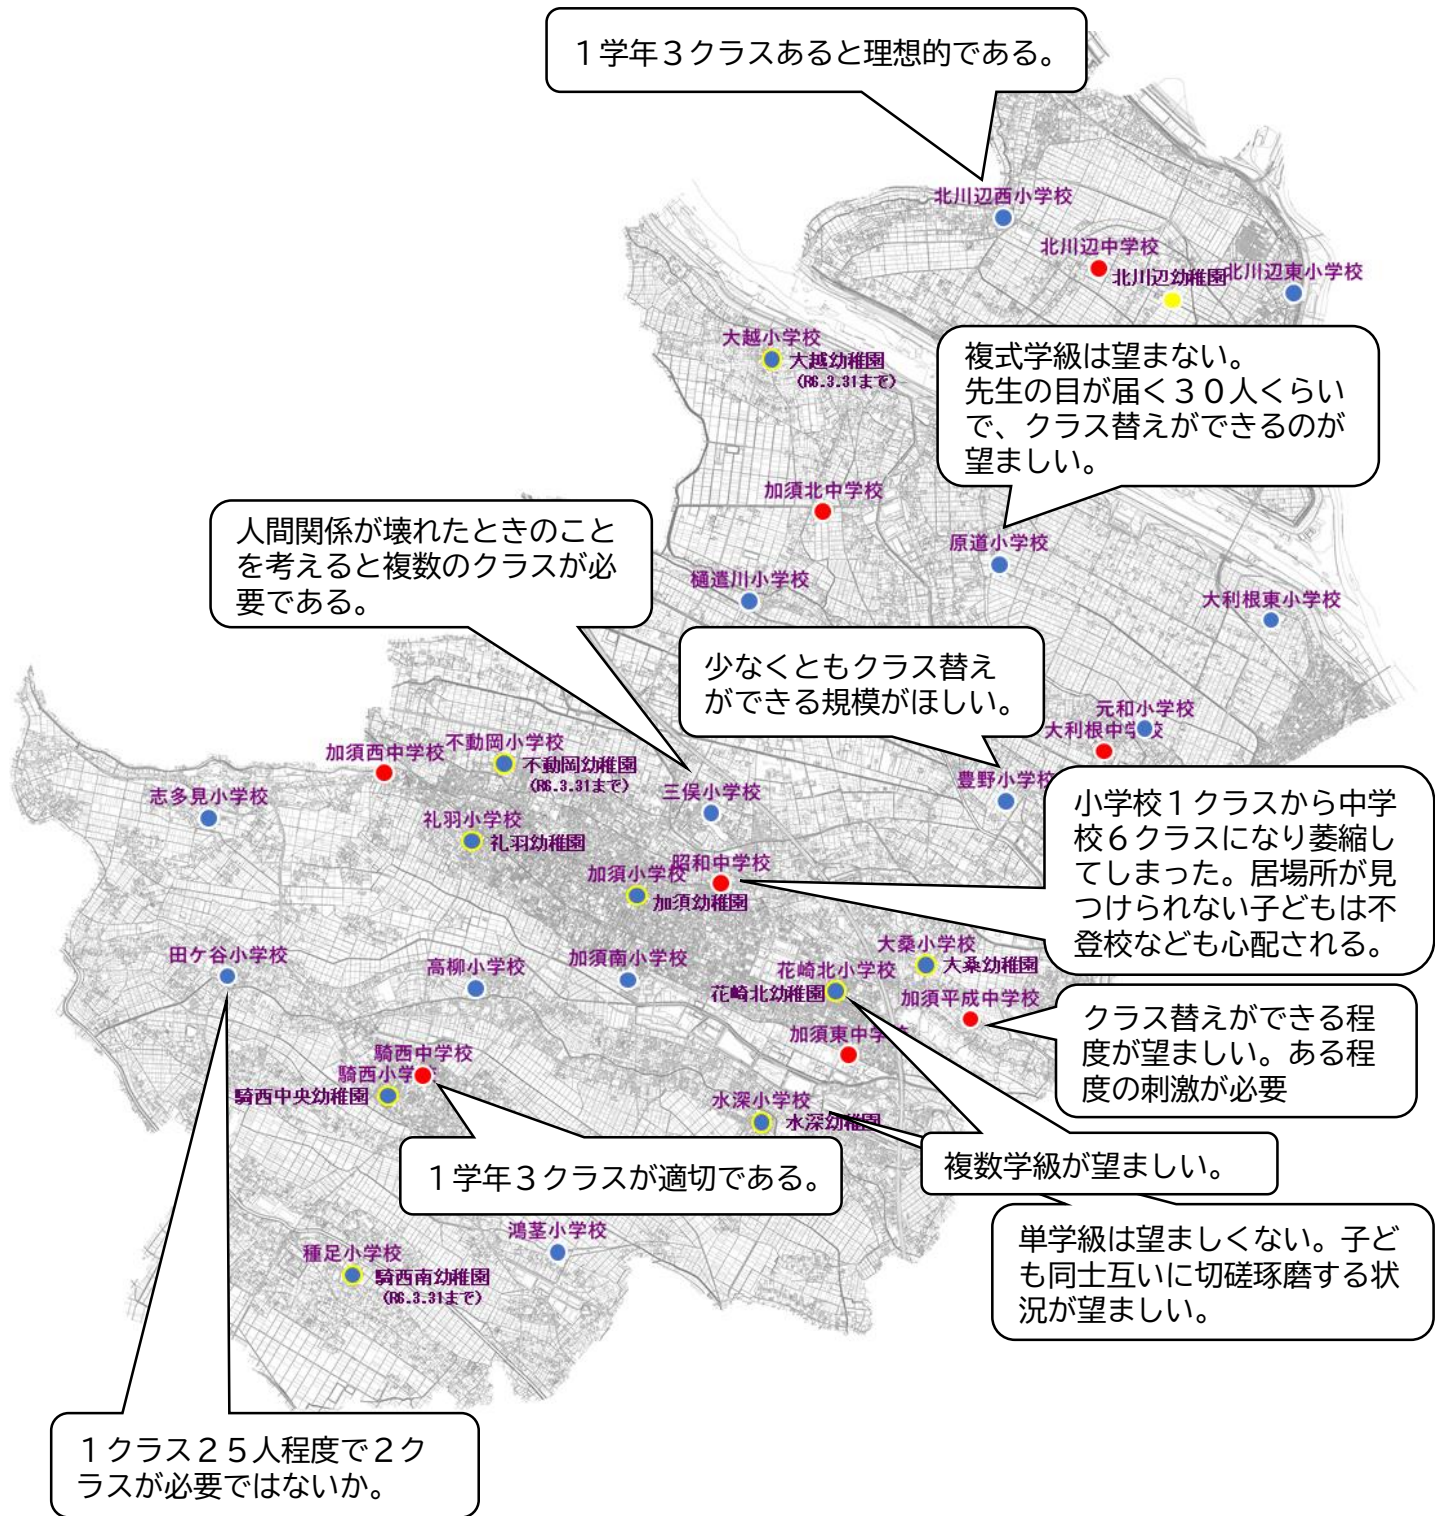 １学年３クラスあると理想的である。
北川辺西小学校
北川辺中学校
北川辺幼稚園
北川辺東小学校
大越小学校
大越幼稚園
（R6.3.31まで）
複式学級は望まない。
先生の目が届く３０人くらい
で、クラス替えができるのが
望ましい。
加須北中学校
人間関係が壊れたときのこと
を考えると複数のクラスが必
要である。
原道小学校
樋遣川小学校
大利根東小学校
少なくともクラス替え
ができる規模がほしい。
元和小学校
大利根中学校
加須西中学校
不動岡小学校
不動岡幼稚園
（R6.3.31まで）
志多見小学校
三俣小学校
豊野小学校
礼羽小学校
礼羽幼稚園
小学校１クラスから中学
校６クラスになり萎縮し
てしまった。居場所が見
つけられない子どもは不
登校なども心配される。
昭和中学校
加須小学校
加須幼稚園
田ケ谷小学校
高柳小学校
加須南小学校
大桑小学校
大桑幼稚園
花崎北小学校
花崎北幼稚園
加須平成中学校
クラス替えができる程
度が望ましい。ある程
度の刺激が必要
加須東中学校
騎西中学校
騎西小学校
騎西中央幼稚園
水深小学校
水深幼稚園
１学年３クラスが適切である。
複数学級が望ましい。
鴻茎小学校
種足小学校
騎西南幼稚園
（R6.3.31まで）
単学級は望ましくない。子ど
も同士互いに切磋琢磨する状
況が望ましい。
１クラス２５人程度で２ク
ラスが必要ではないか。